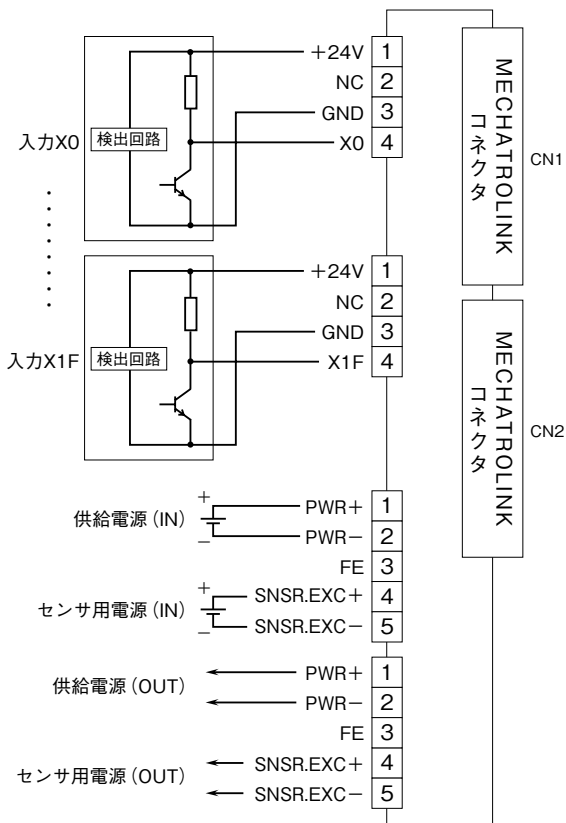 +24V 1
NC 2
GND 3
X0 4
入力X0
検出回路
MECHATROLINK
コネクタ
CN1
+24V 1
NC 2
GND 3
X1F 4
入力X1F
検出回路
MECHATROLINK
コネクタ
CN2
供給電源(IN)
+
−
PWR+ 1
PWR− 2
FE 3
センサ用電源(IN)
+
−
SNSR.EXC+ 4
SNSR.EXC− 5
供給電源(OUT)
PWR+ 1
PWR− 2
FE 3
センサ用電源(OUT)
SNSR.EXC+ 4
SNSR.EXC− 5